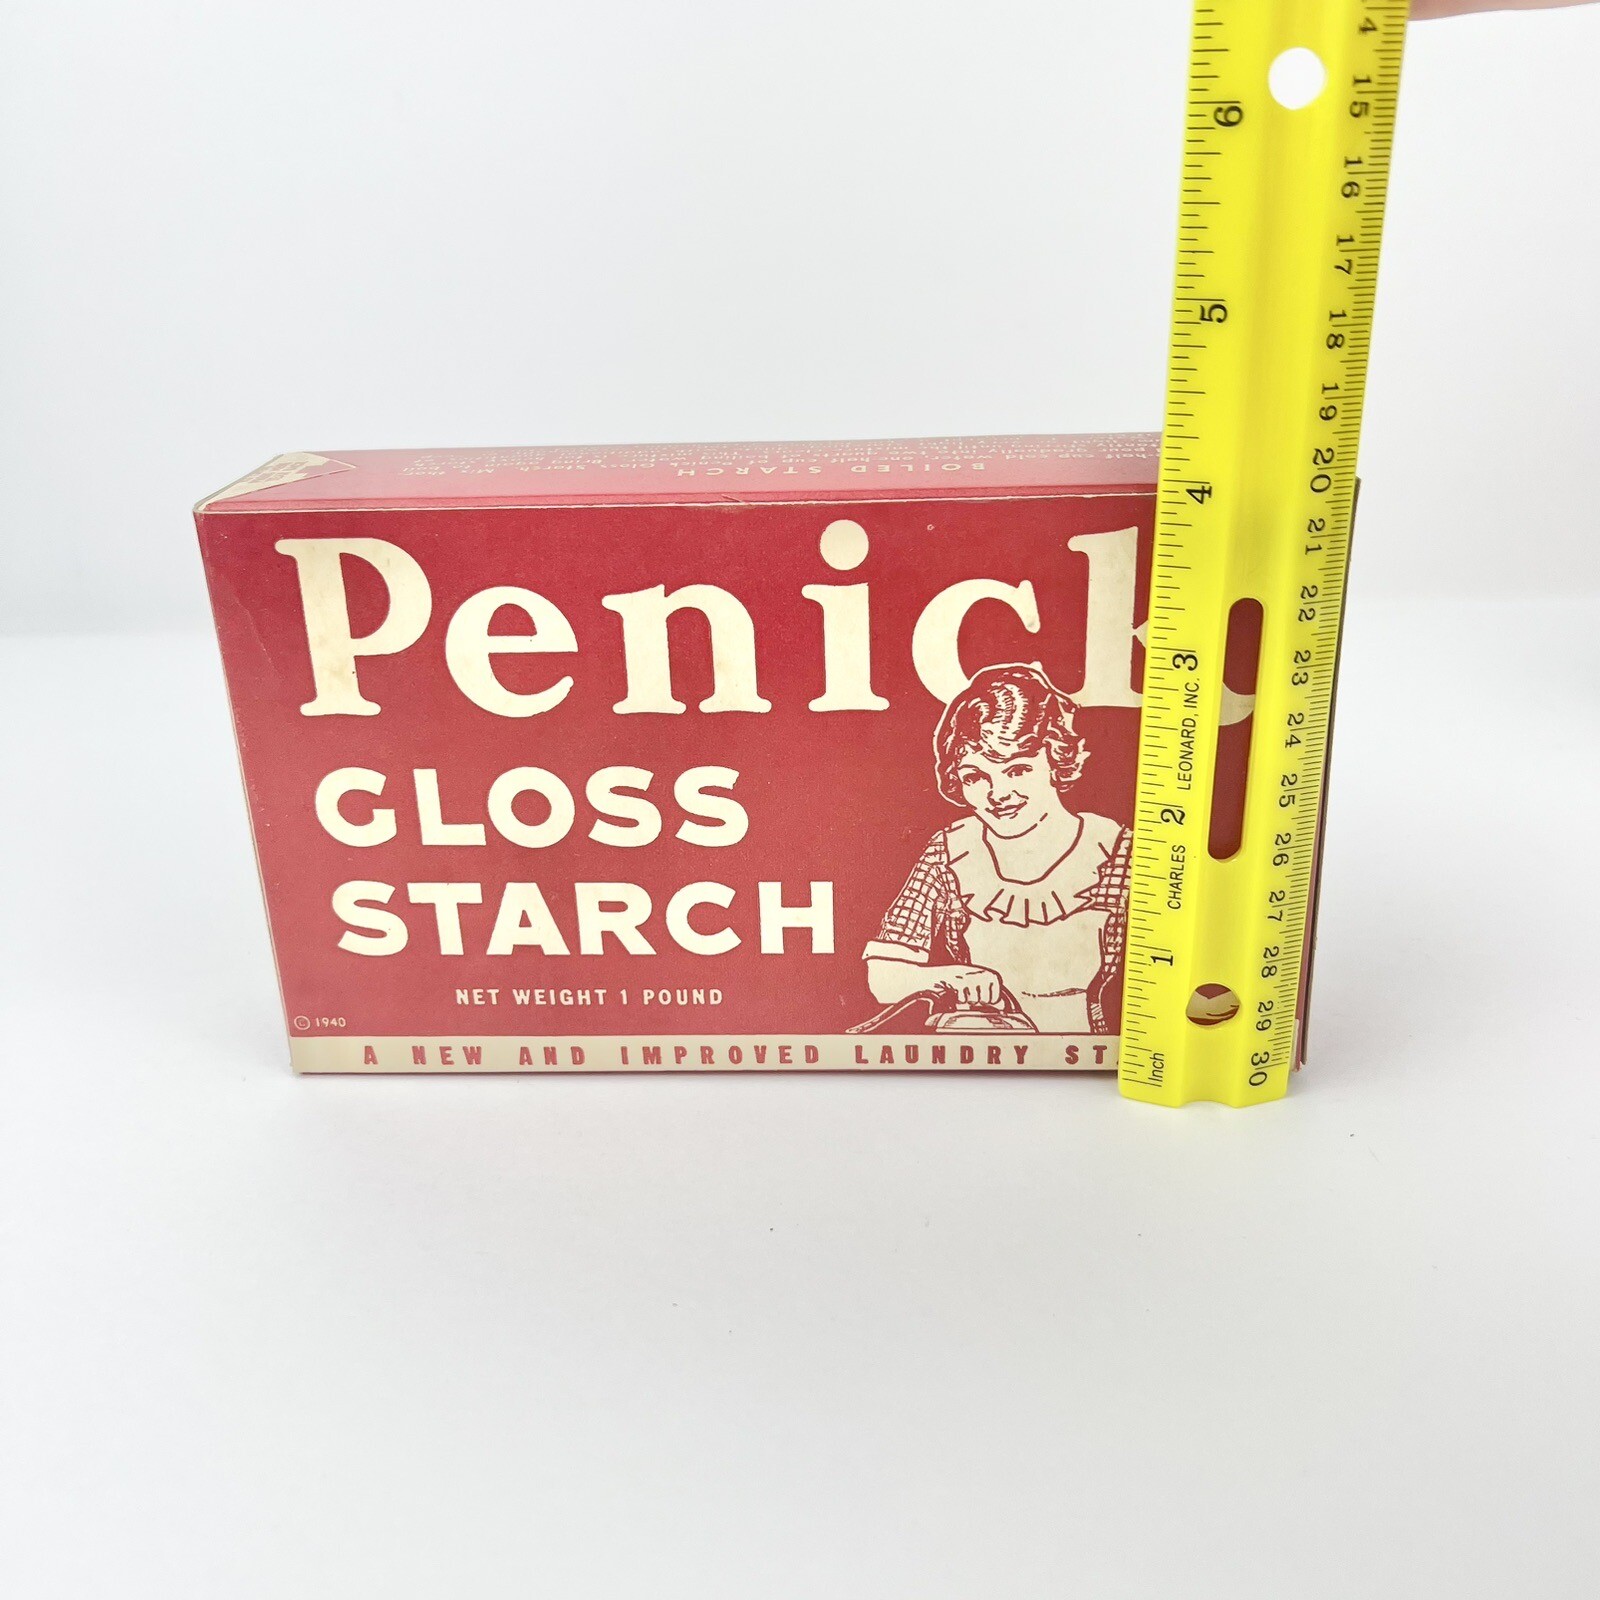 BOILED STARCH
Penick
GLOSS
STARCH
NET WEIGHT 1 POUND
© 1940
A NEW AND IMPROVED LAUNDRY
6
5
4
3
2
1
Inch
CHARLES LEONARD, INC.
15
16
17
18
19
20
21
22
23
24
25
26
27
28
29
30